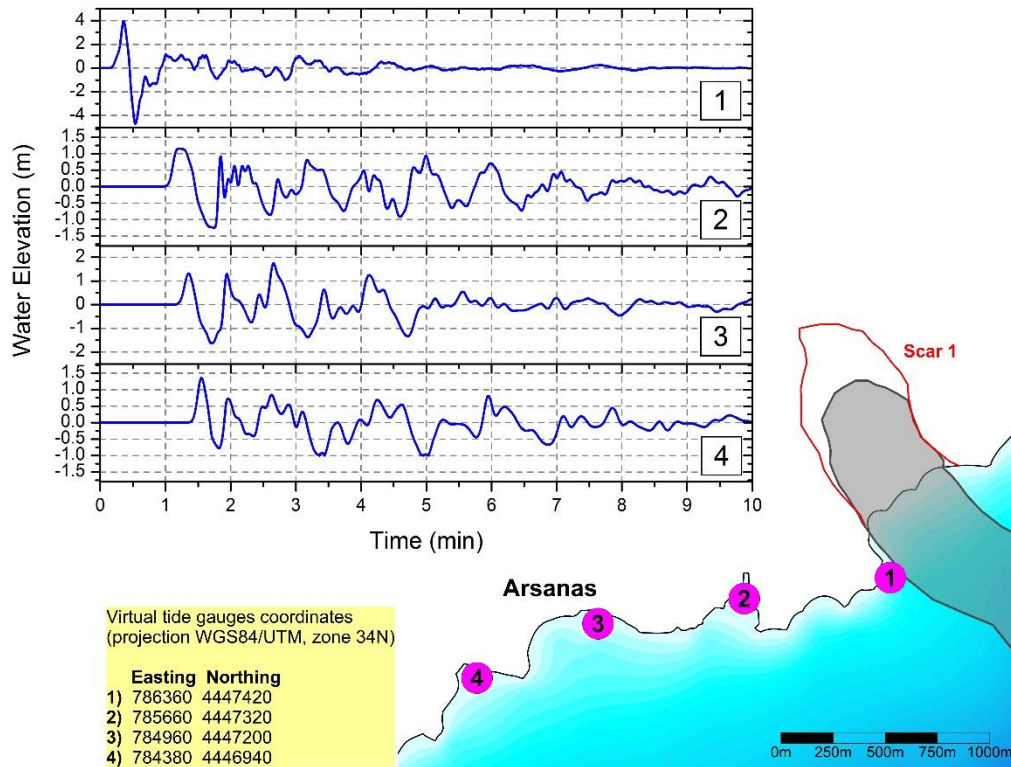 Water Elevation (m)
4
2
0
-2
-4
1
1.5
1.0
0.5
0.0
-0.5
-1.0
-1.5
2
2
1
0
-1
-2
3
1.5
1.0
0.5
0.0
-0.5
-1.0
-1.5
4
0 1 2 3 4 5 6 7 8 9 10
Time (min)
Scar 1
Arsanas
1
2
3
4
Virtual tide gauges coordinates
(projection WGS84/UTM, zone 34N)
Easting Northing
1) 786360 4447420
2) 785660 4447320
3) 784960 4447200
4) 784380 4446940
0m 250m 500m 750m 1000m